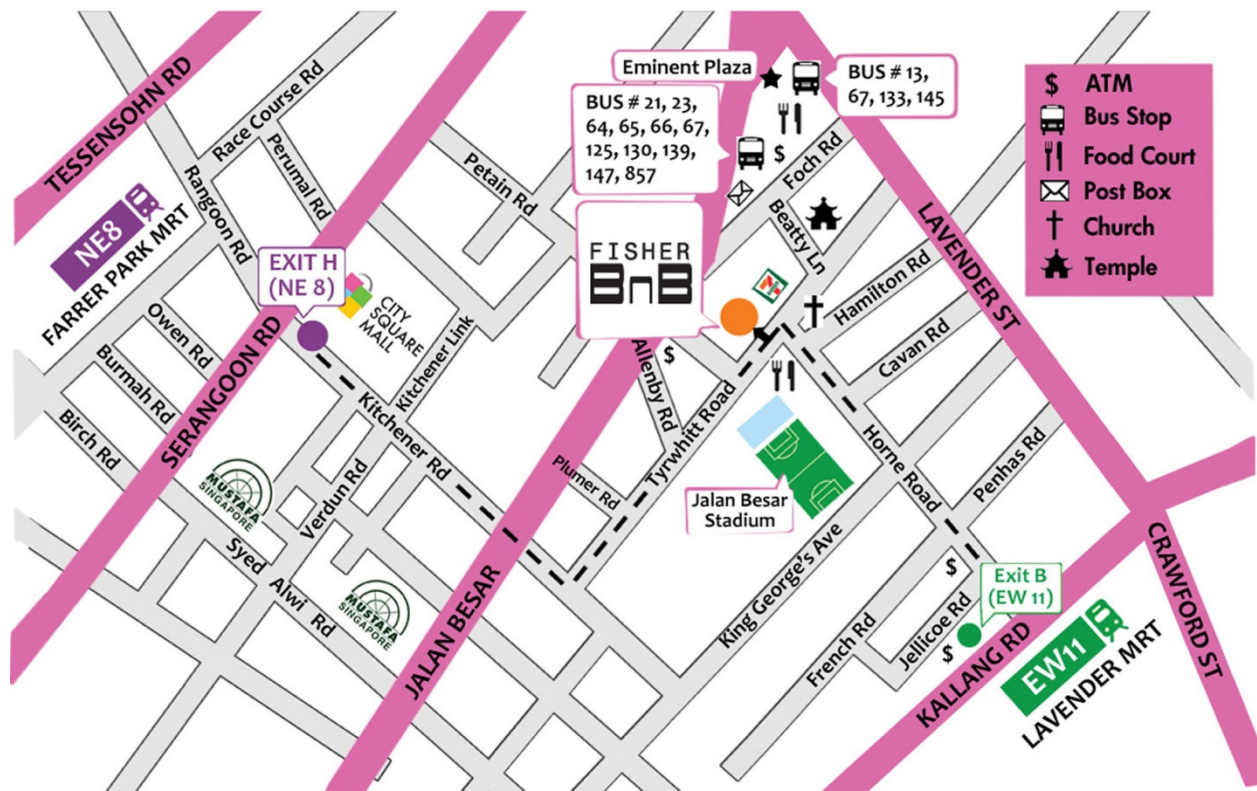 TESSENSOHN RD
Race Course Rd
Rangoon Rd
Perumal Rd
Petain Rd
Eminent Plaza
BUS # 13,
67, 133, 145
BUS # 21, 23,
64, 65, 66, 67,
125, 130, 139,
147, 857
Foch Rd
Beatty Ln
LAVENDER ST
$ ATM
Bus Stop
Food Court
Post Box
Church
Temple
NE8
FARRER PARK MRT
EXIT H
(NE 8)
CITY
SQUARE
MALL
FISHER
BnB
7
$
$
Hamilton Rd
Cavan Rd
Owen Rd
Burmah Rd
Birch Rd
SERANGOON RD
Kitchener Link
Kitchener Rd
Allenby Rd
Tyrwhitt Road
Plumer Rd
Horne Road
Penhas Rd
MUSTAFA
SINGAPORE
Verdun Rd
Syed Alwi Rd
MUSTAFA
SINGAPORE
JALAN BESAR
Jalan Besar
Stadium
King George's Ave
French Rd
Jellicoe Rd
$
$
Exit B
(EW 11)
KALLANG RD
CRAWFORD ST
EW11
LAVENDER MRT